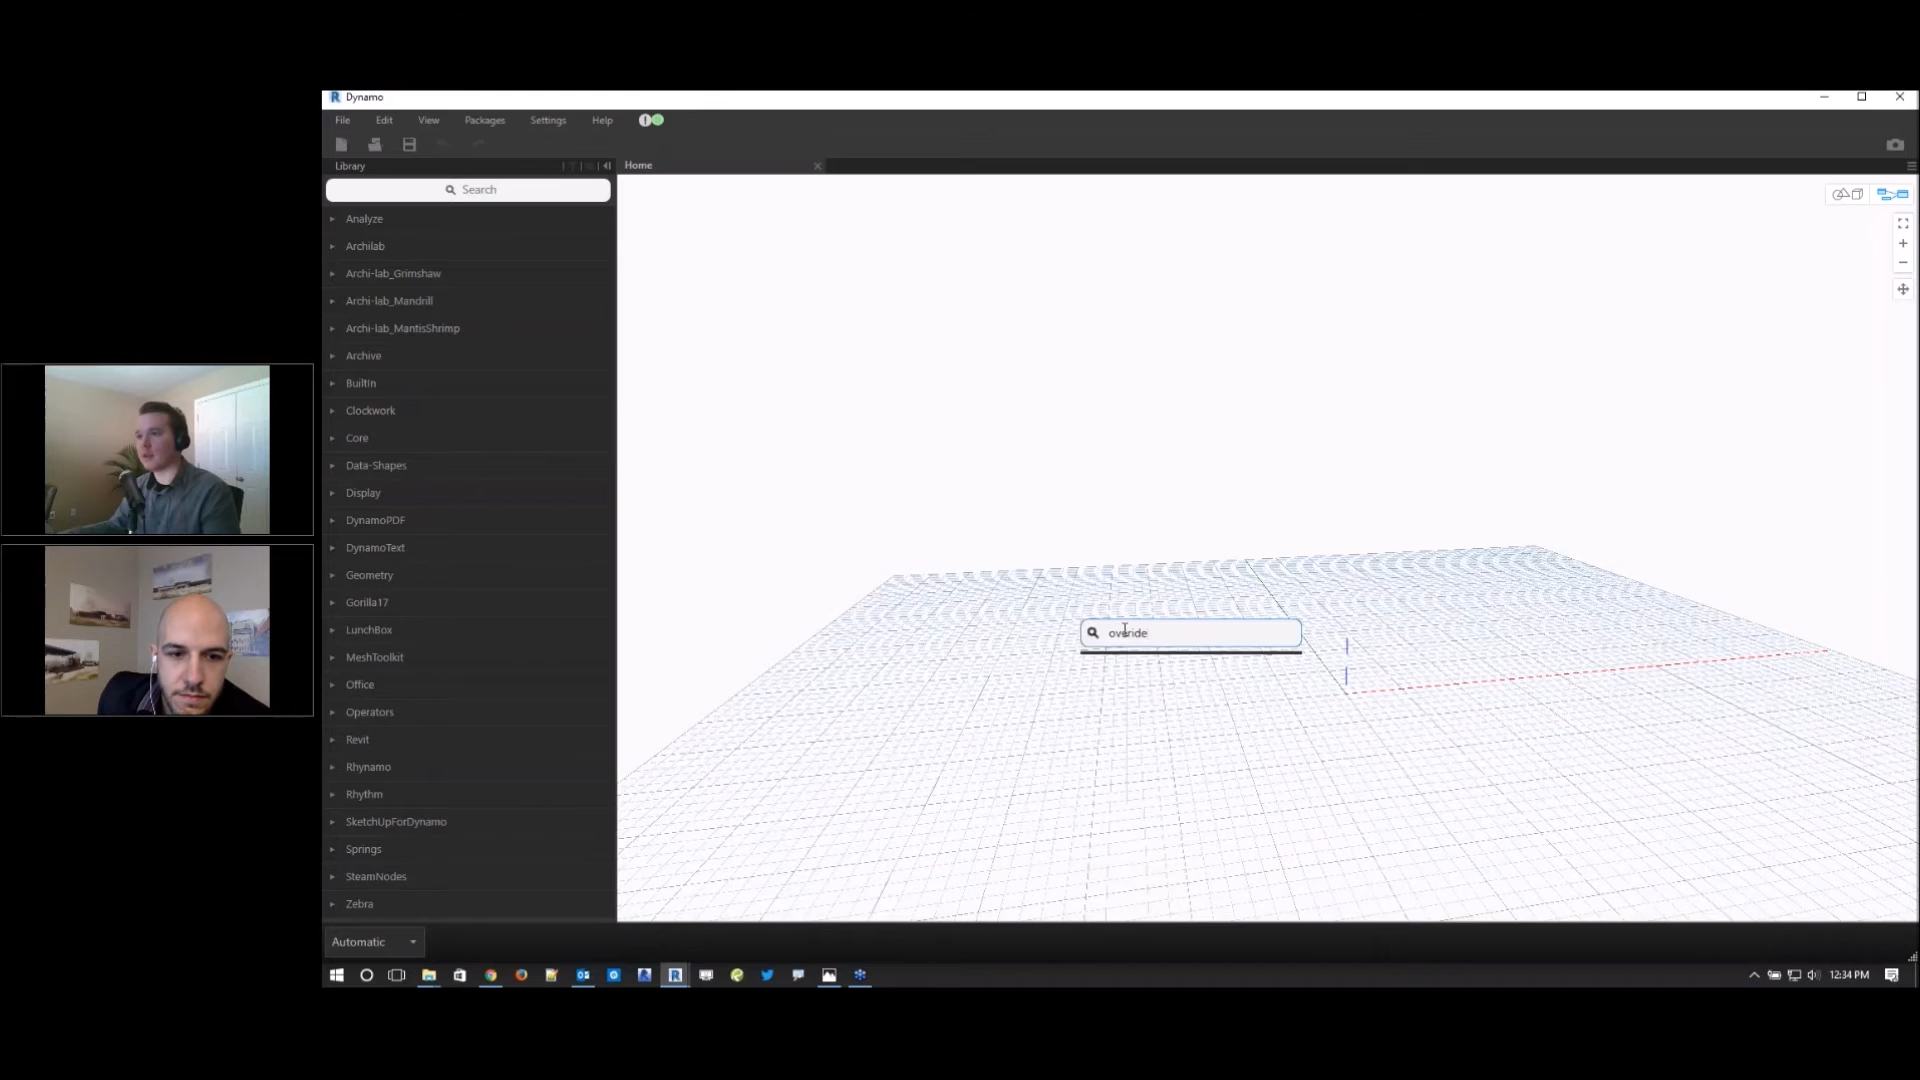 Dynamo
File Edit View Packages Settings Help
Library
Home
Search
Analyze
Archilab
Archi-lab_Grimshaw
Archi-lab_Mandrill
Archi-lab_MantisShrimp
Archive
BuiltIn
Clockwork
Core
Data-Shapes
Display
DynamoPDF
DynamoText
Geometry
Gorilla17
LunchBox
MeshToolkit
Office
Operators
Revit
Rhynamo
Rhythm
SketchUpForDynamo
Springs
SteamNodes
Zebra
overide
Automatic
12:34 PM